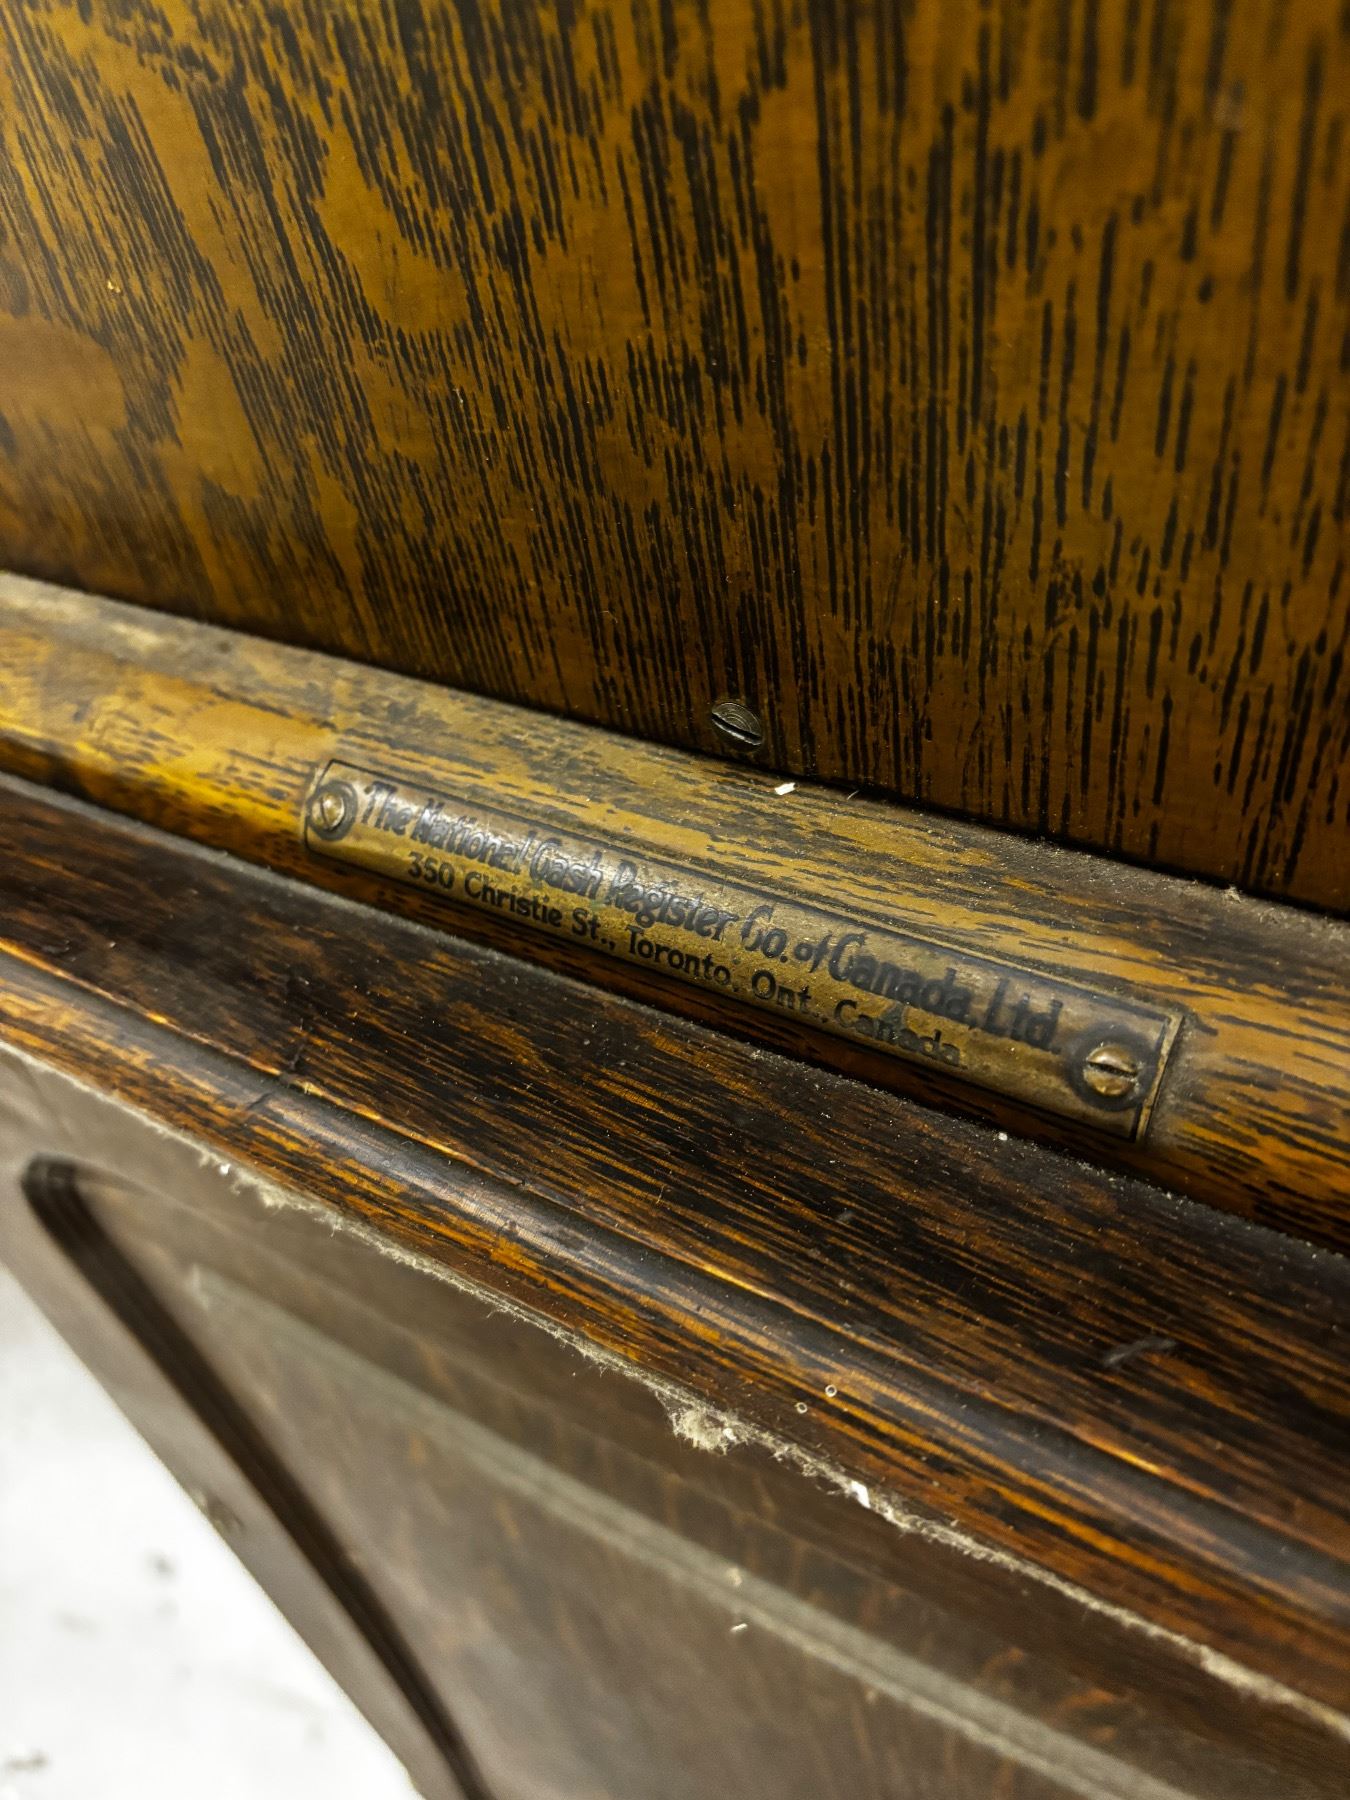 The National Cash Register Co. of Canada, Ltd.
350 Christie St., Toronto, Ont., Canada